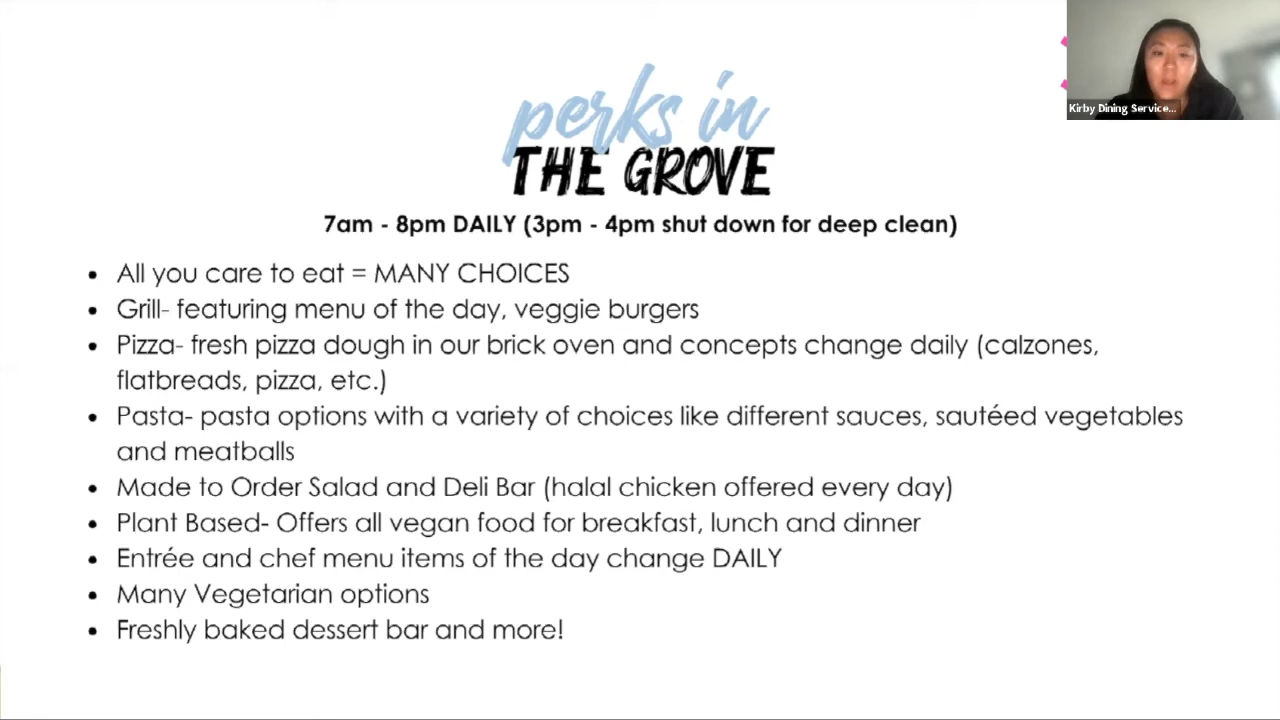 Kirby Dining Service...
perks in
THE GROVE
7am - 8pm DAILY (3pm - 4pm shut down for deep clean)
• All you care to eat = MANY CHOICES
• Grill- featuring menu of the day, veggie burgers
• Pizza- fresh pizza dough in our brick oven and concepts change daily (calzones,
flatbreads, pizza, etc.)
• Pasta- pasta options with a variety of choices like different sauces, sautéed vegetables
and meatballs
• Made to Order Salad and Deli Bar (halal chicken offered every day)
• Plant Based- Offers all vegan food for breakfast, lunch and dinner
• Entrée and chef menu items of the day change DAILY
• Many Vegetarian options
• Freshly baked dessert bar and more!